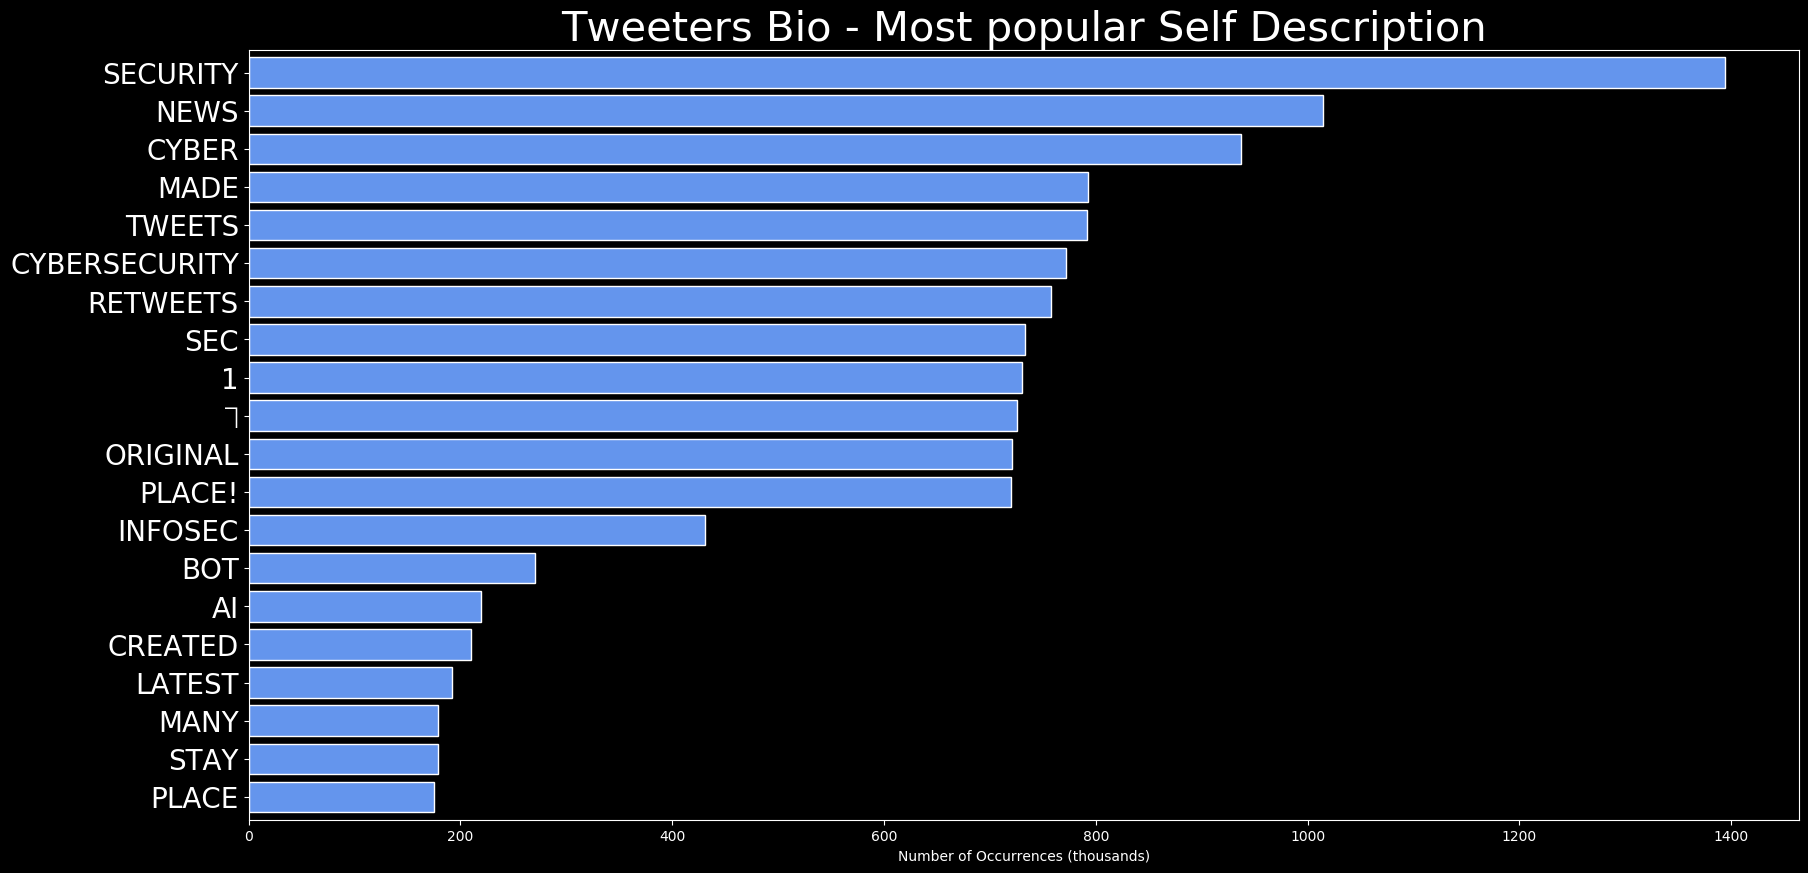 Tweeters Bio - Most popular Self Description
SECURITY
NEWS
CYBER
MADE
TWEETS
CYBERSECURITY
RETWEETS
SEC
1
ORIGINAL
PLACE!
INFOSEC
BOT
AI
CREATED
LATEST
MANY
STAY
PLACE
0 200 400 600 800 1000 1200 1400
Number of Occurrences (thousands)